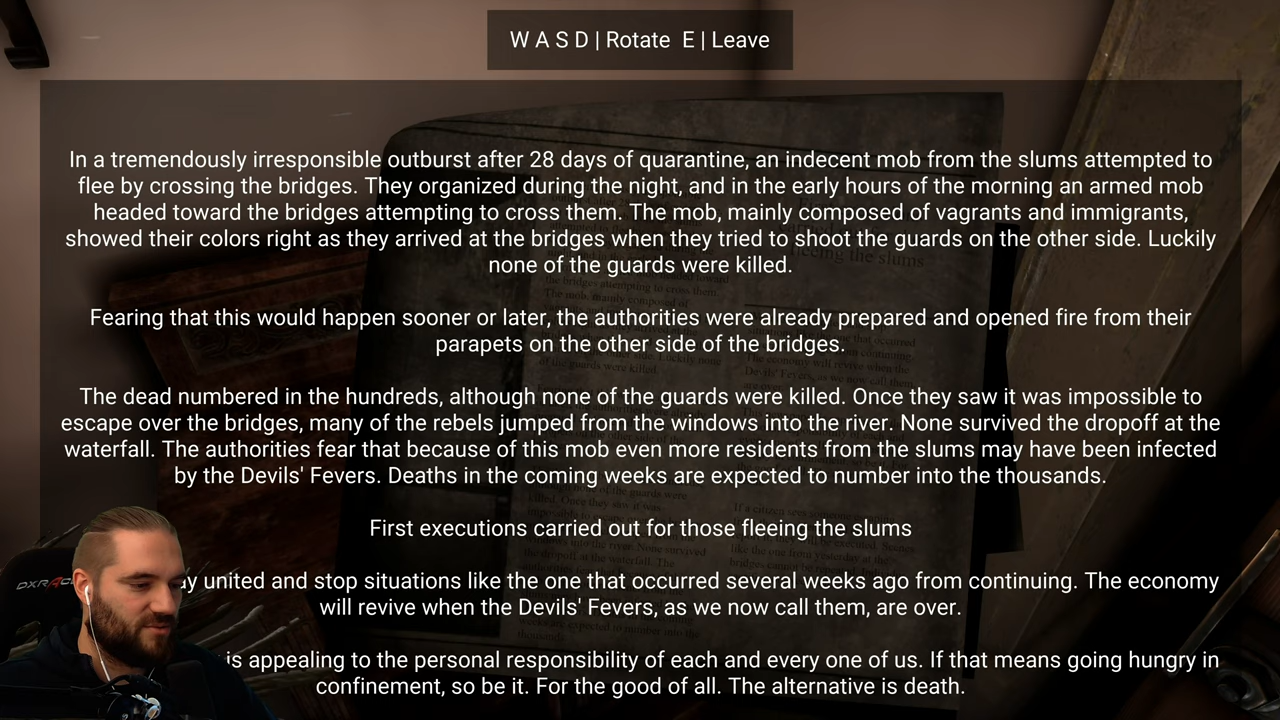 W A S D | Rotate E | Leave
In a tremendously irresponsible outburst after 28 days of quarantine, an indecent mob from the slums attempted to
flee by crossing the bridges. They organized during the night, and in the early hours of the morning an armed mob
headed toward the bridges attempting to cross them. The mob, mainly composed of vagrants and immigrants,
showed their colors right as they arrived at the bridges when they tried to shoot the guards on the other side. Luckily
none of the guards were killed.
Fearing that this would happen sooner or later, the authorities were already prepared and opened fire from their
parapets on the other side of the bridges.
The dead numbered in the hundreds, although none of the guards were killed. Once they saw it was impossible to
escape over the bridges, many of the rebels jumped from the windows into the river. None survived the dropoff at the
waterfall. The authorities fear that because of this mob even more residents from the slums may have been infected
by the Devils' Fevers. Deaths in the coming weeks are expected to number into the thousands.
First executions carried out for those fleeing the slums
united and stop situations like the one that occurred several weeks ago from continuing. The economy
will revive when the Devils' Fevers, as we now call them, are over.
is appealing to the personal responsibility of each and every one of us. If that means going hungry in
confinement, so be it. For the good of all. The alternative is death.